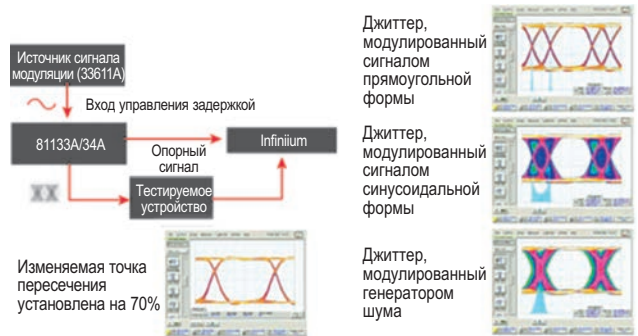 Источник сигнала
модуляции (33611A)
Вход управления задержкой
81133A/34A
Опорный
сигнал
Infiniium
Тестируемое
устройство
Изменяемая точка
пересечения
установлена на 70%
Джиттер,
модулированный
сигналом
прямоугольной
формы
Джиттер,
модулированный
сигналом
синусоидальной
формы
Джиттер,
модулированный
генератором
шума